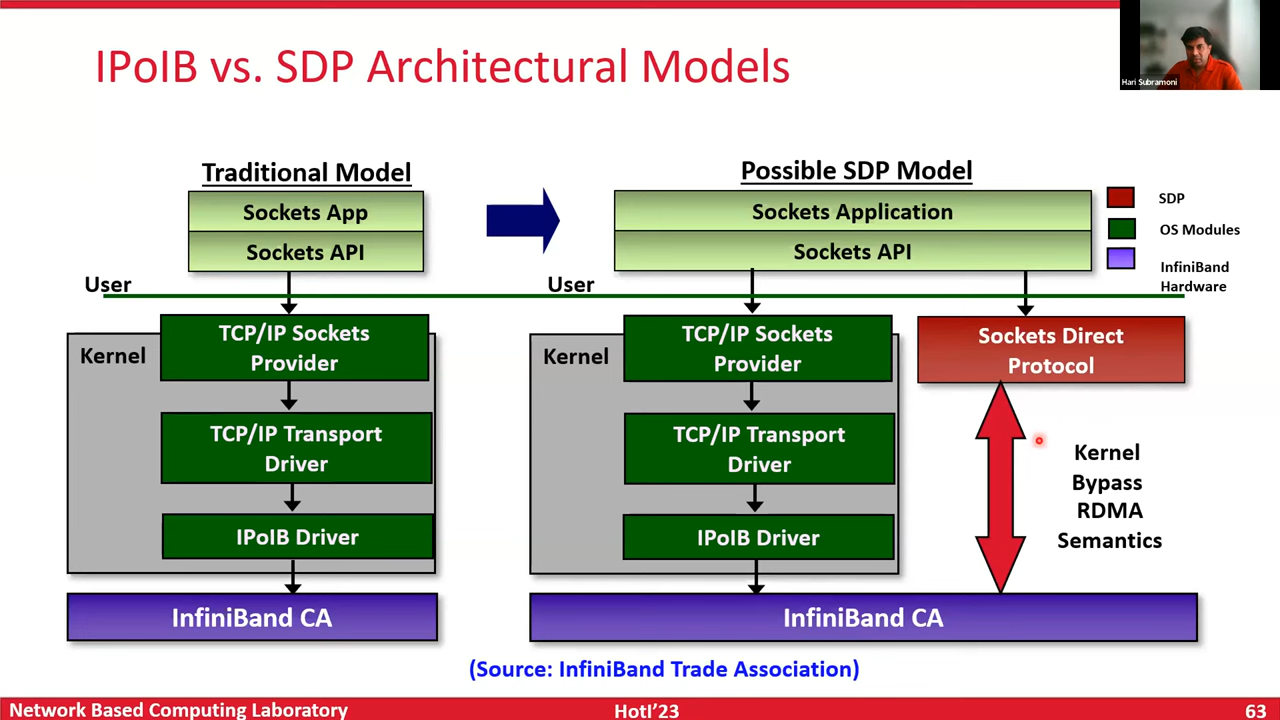 IPoIB vs. SDP Architectural Models
Hari Subramoni
Traditional Model
Sockets App
Sockets API
User
Kernel
TCP/IP Sockets
Provider
TCP/IP Transport
Driver
IPoIB Driver
InfiniBand CA
Possible SDP Model
Sockets Application
Sockets API
User
Kernel
TCP/IP Sockets
Provider
TCP/IP Transport
Driver
IPoIB Driver
InfiniBand CA
Sockets Direct
Protocol
Kernel
Bypass
RDMA
Semantics
SDP
OS Modules
InfiniBand
Hardware
(Source: InfiniBand Trade Association)
Network Based Computing Laboratory
HotI'23
63